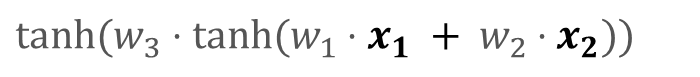 tanh(w₃ · tanh(w₁ · x₁ + w₂ · x₂))